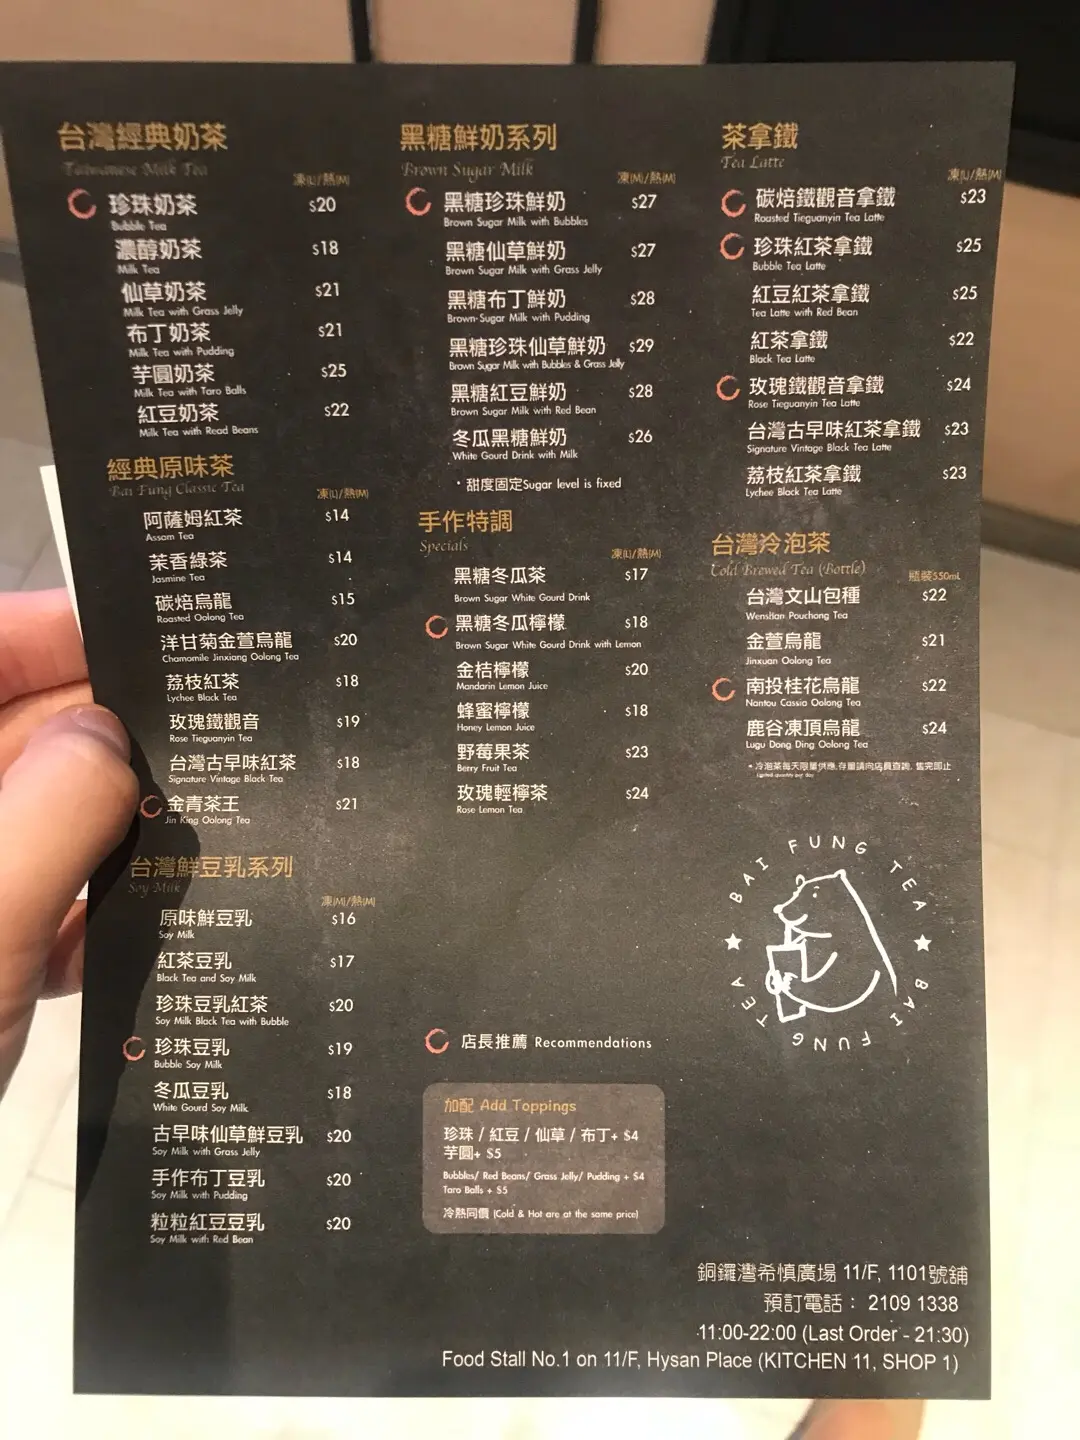 台灣經典奶茶
Taiwanese Milk Tea
凍(L)/熱(M)
珍珠奶茶 $20
Bubble Tea
濃醇奶茶 $18
Milk Tea
仙草奶茶 $21
Milk Tea with Grass Jelly
布丁奶茶 $21
Milk Tea with Pudding
芋圓奶茶 $25
Milk Tea with Taro Balls
紅豆奶茶 $22
Milk Tea with Read Beans
經典原味茶
Bai Fung Classic Tea
凍(L)/熱(M)
阿薩姆紅茶 $14
Assam Tea
茉香綠茶 $14
Jasmine Tea
碳焙烏龍 $15
Roasted Oolong Tea
洋甘菊金萱烏龍 $20
Chamomile Jinxiang Oolong Tea
荔枝紅茶 $18
Lychee Black Tea
玫瑰鐵觀音 $19
Rose Tieguanyin Tea
台灣古早味紅茶 $18
Signature Vintage Black Tea
金青茶王 $21
Jin King Oolong Tea
台灣鮮豆乳系列
Soy Milk
凍(M)/熱(M)
原味鮮豆乳 $16
Soy Milk
紅茶豆乳 $17
Black Tea and Soy Milk
珍珠豆乳紅茶 $20
Soy Milk Black Tea with Bubble
珍珠豆乳 $19
Bubble Soy Milk
冬瓜豆乳 $18
White Gourd Soy Milk
古早味仙草鮮豆乳 $20
Soy Milk with Grass Jelly
手作布丁豆乳 $20
Soy Milk with Pudding
粒粒紅豆豆乳 $20
Soy Milk with Red Bean
黑糖鮮奶系列
Brown Sugar Milk
凍(M)/熱(M)
黑糖珍珠鮮奶 $27
Brown Sugar Milk with Bubbles
黑糖仙草鮮奶 $27
Brown Sugar Milk with Grass Jelly
黑糖布丁鮮奶 $28
Brown Sugar Milk with Pudding
黑糖珍珠仙草鮮奶 $29
Brown Sugar Milk with Bubbles & Grass Jelly
黑糖紅豆鮮奶 $28
Brown Sugar Milk with Red Bean
冬瓜黑糖鮮奶 $26
White Gourd Drink with Milk
・甜度固定Sugar level is fixed
手作特調
Specials
凍(L)/熱(M)
黑糖冬瓜茶 $17
Brown Sugar White Gourd Drink
黑糖冬瓜檸檬 $18
Brown Sugar White Gourd Drink with Lemon
金桔檸檬 $20
Mandarin Lemon Juice
蜂蜜檸檬 $18
Honey Lemon Juice
野莓果茶 $23
Berry Fruit Tea
玫瑰輕檸茶 $24
Rose Lemon Tea
店長推薦 Recommendations
加配 Add Toppings
珍珠 / 紅豆 / 仙草 / 布丁+ $4
芋圓+ $5
Bubbles/ Red Beans/ Grass Jelly/ Pudding + $4
Taro Balls + $5
冷熱同價 (Cold & Hot are at the same price)
茶拿鐵
Tea Latte
凍(L)/熱(M)
碳焙鐵觀音拿鐵 $23
Roasted Tieguanyin Tea Latte
珍珠紅茶拿鐵 $25
Bubble Tea Latte
紅豆紅茶拿鐵 $25
Tea Latte with Red Bean
紅茶拿鐵 $22
Black Tea Latte
玫瑰鐵觀音拿鐵 $24
Rose Tieguanyin Tea Latte
台灣古早味紅茶拿鐵 $23
Signature Vintage Black Tea Latte
荔枝紅茶拿鐵 $23
Lychee Black Tea Latte
台灣冷泡茶
Cold Brewed Tea (Bottle)
瓶裝550mL
台灣文山包種 $22
Wenshan Pouchong Tea
金萱烏龍 $21
Jinxuan Oolong Tea
南投桂花烏龍 $22
Nantou Cassia Oolong Tea
鹿谷凍頂烏龍 $24
Lugu Dong Ding Oolong Tea
・冷泡茶每天限量供應,存量請向店員查詢, 售完即止
Limited quantity per day
BAI FUNG TEA ★ BAI FUNG TEA ★
銅鑼灣希慎廣場 11/F, 1101號舖
預訂電話： 2109 1338
11:00-22:00 (Last Order - 21:30)
Food Stall No.1 on 11/F, Hysan Place (KITCHEN 11, SHOP 1)